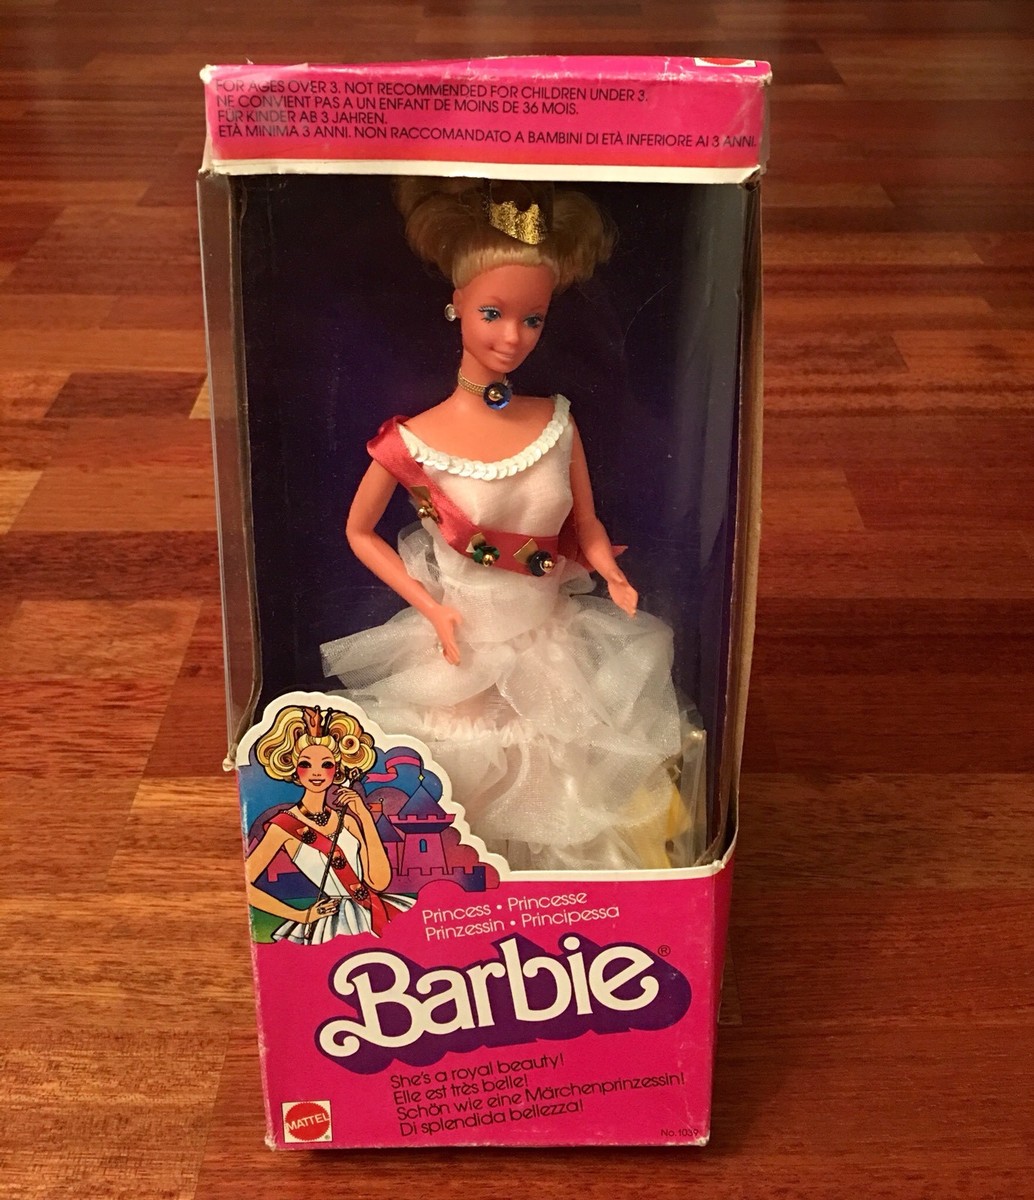 FOR AGES OVER 3. NOT RECOMMENDED FOR CHILDREN UNDER 3.
NE CONVIENT PAS A UN ENFANT DE MOINS DE 36 MOIS.
FÜR KINDER AB 3 JAHREN.
ETÀ MINIMA 3 ANNI. NON RACCOMANDATO A BAMBINI DI ETÀ INFERIORE AI 3 ANNI.
Princess • Princesse
Prinzessin • Principessa
Barbie®
She's a royal beauty!
Elle est très belle!
Schön wie eine Märchenprinzessin!
Di splendida bellezza!
MATTEL®
No.1039